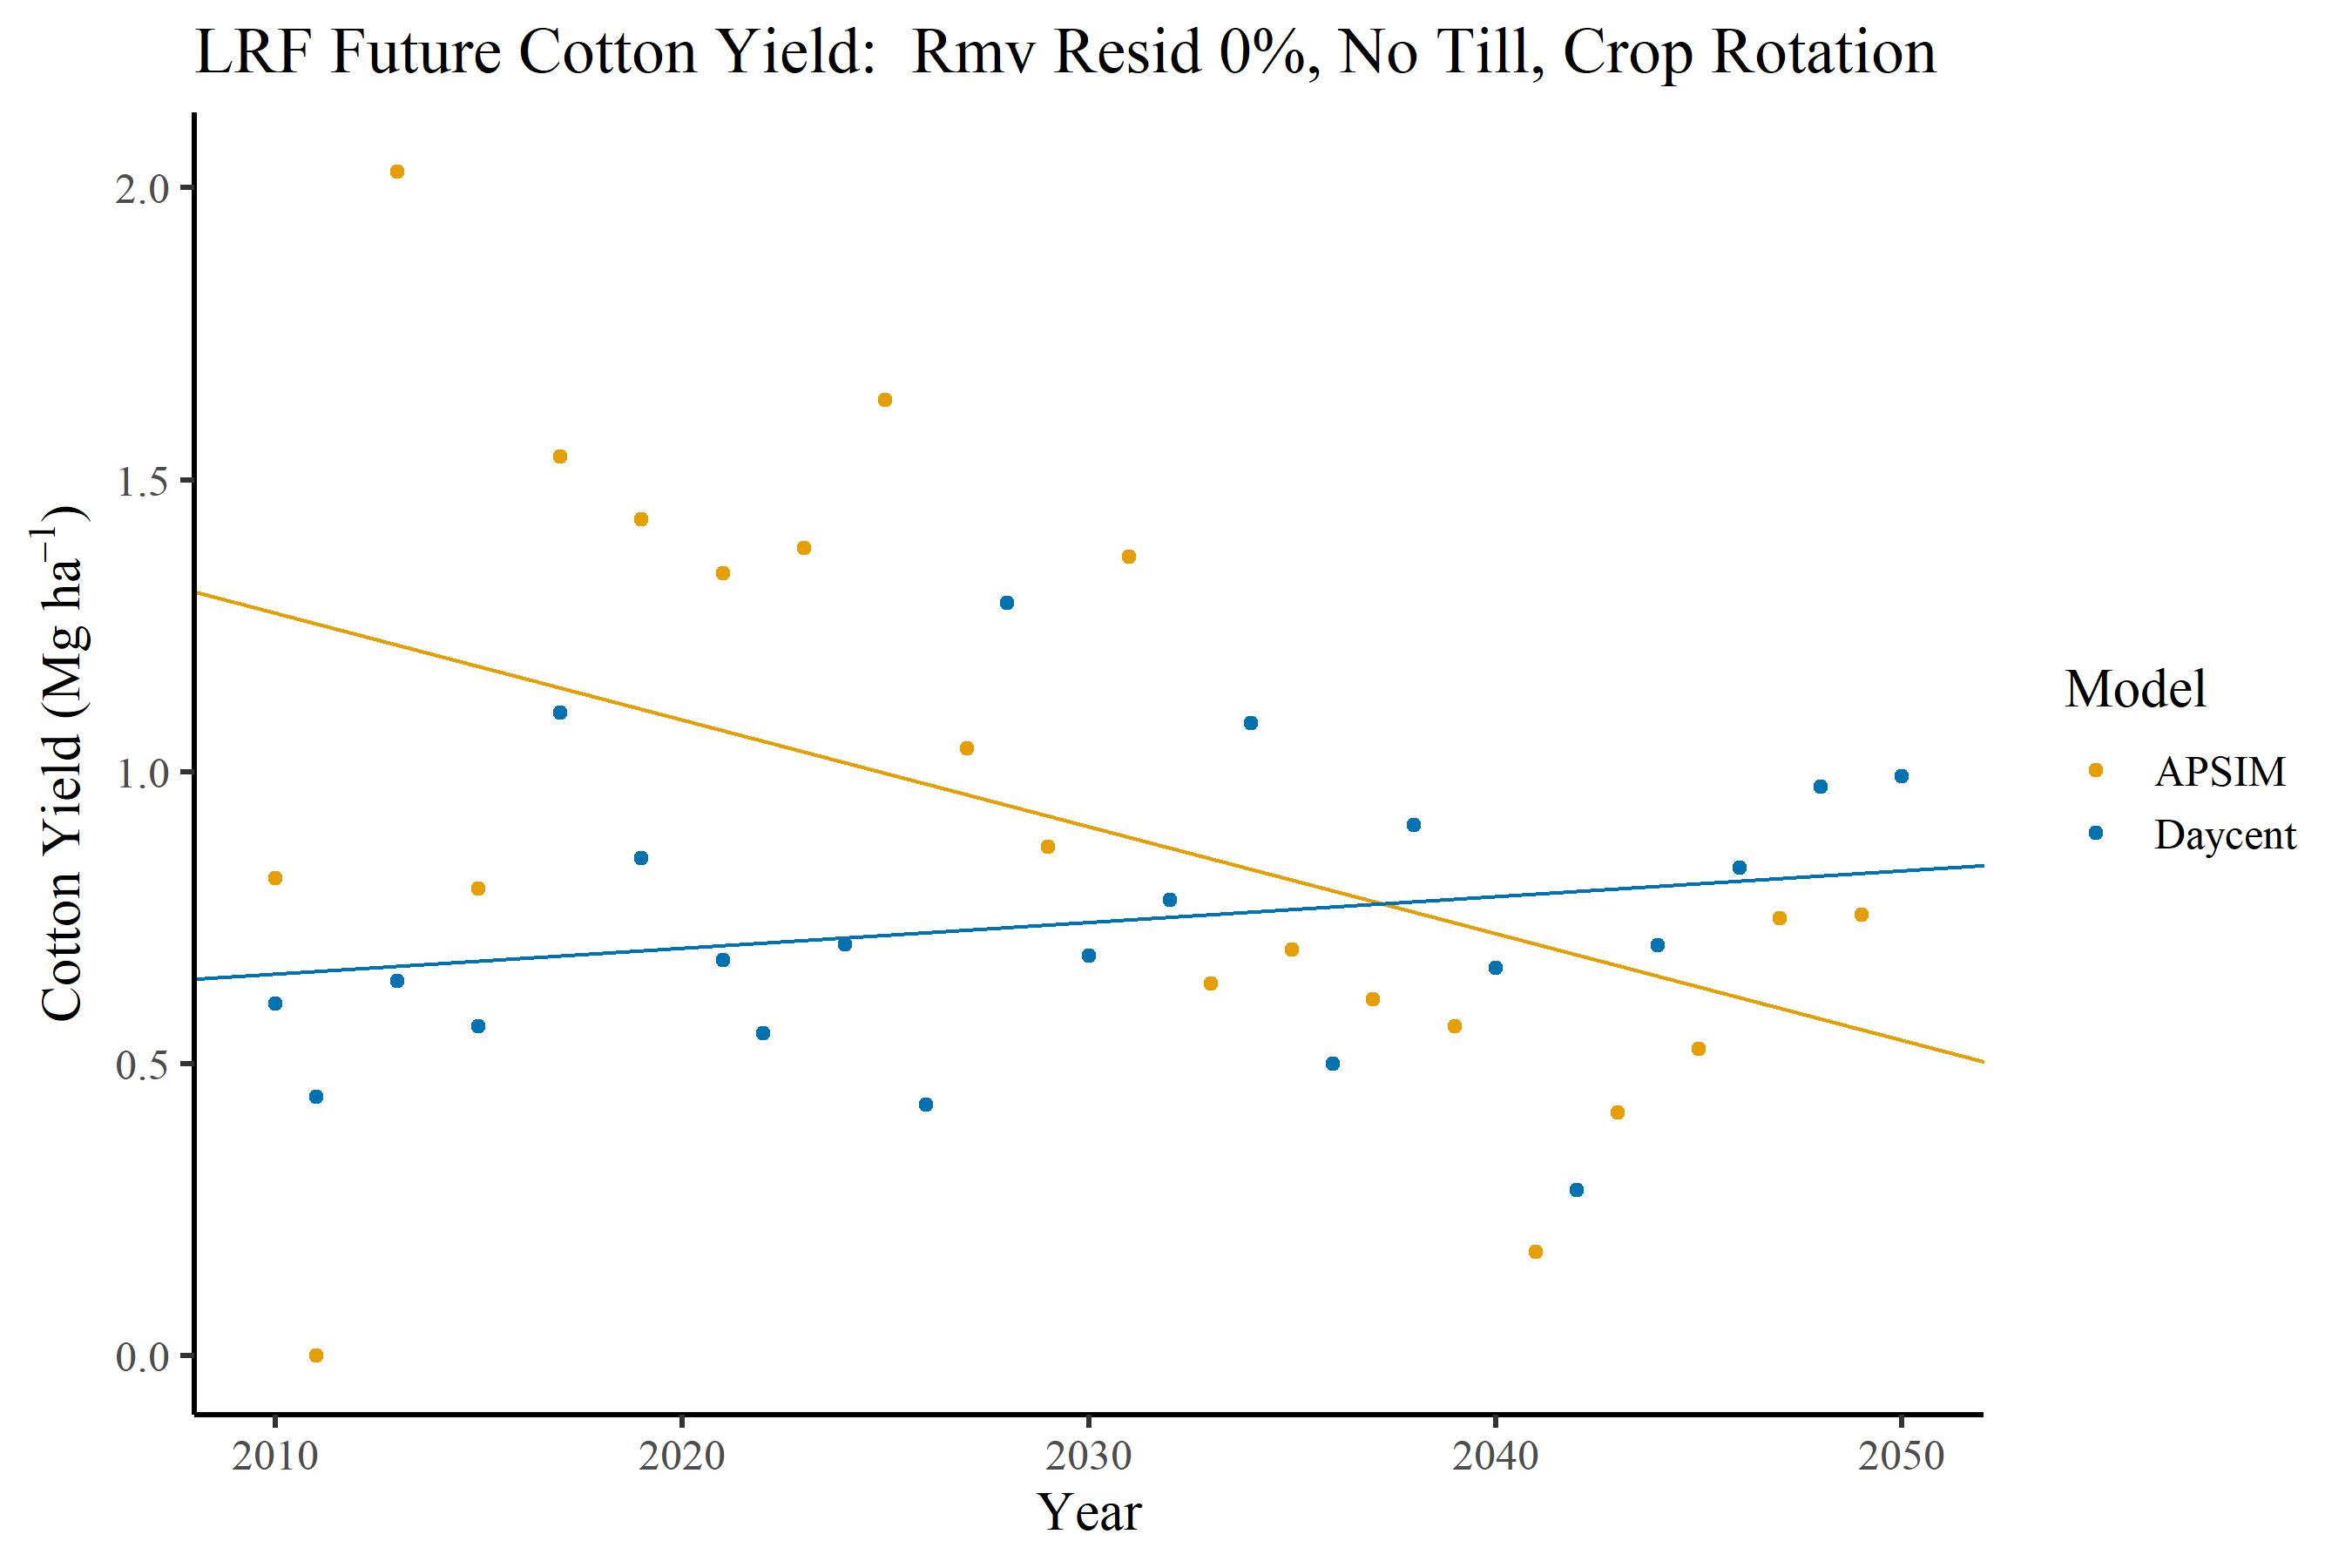 LRF Future Cotton Yield:  Rmv Resid 0%, No Till, Crop Rotation
Cotton Yield (Mg ha⁻¹)
2.0
1.5
1.0
0.5
0.0
2010 2020 2030 2040 2050
Year
Model
APSIM
Daycent